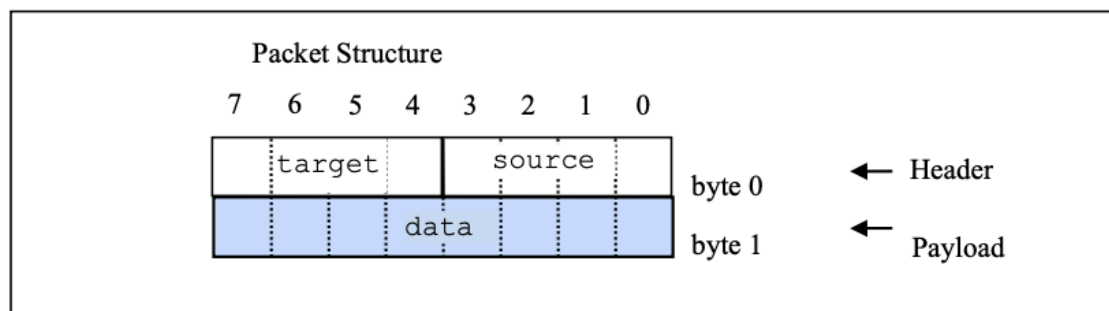 Packet Structure
7 6 5 4 3 2 1 0
target source
byte 0
Header
data
byte 1
Payload